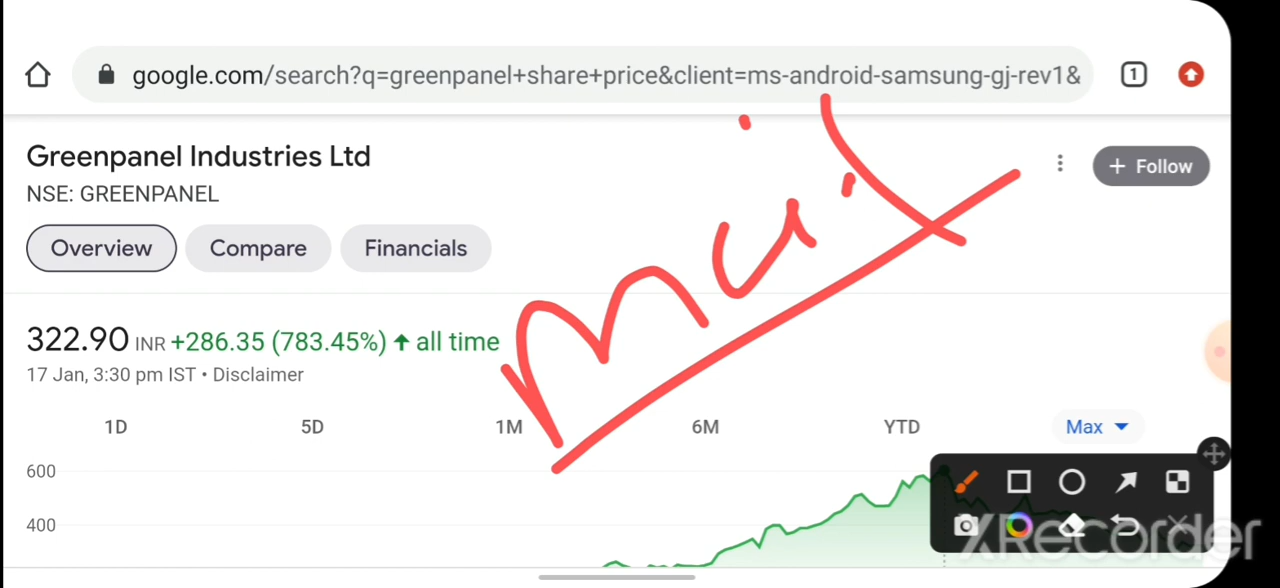 google.com/search?q=greenpanel+share+price&client=ms-android-samsung-gj-rev1&
1
Greenpanel Industries Ltd
+ Follow
NSE: GREENPANEL
Overview Compare Financials
322.90 INR +286.35 (783.45%) ↑ all time
17 Jan, 3:30 pm IST • Disclaimer
1D 5D 1M 6M YTD Max
600
400
XRecorder